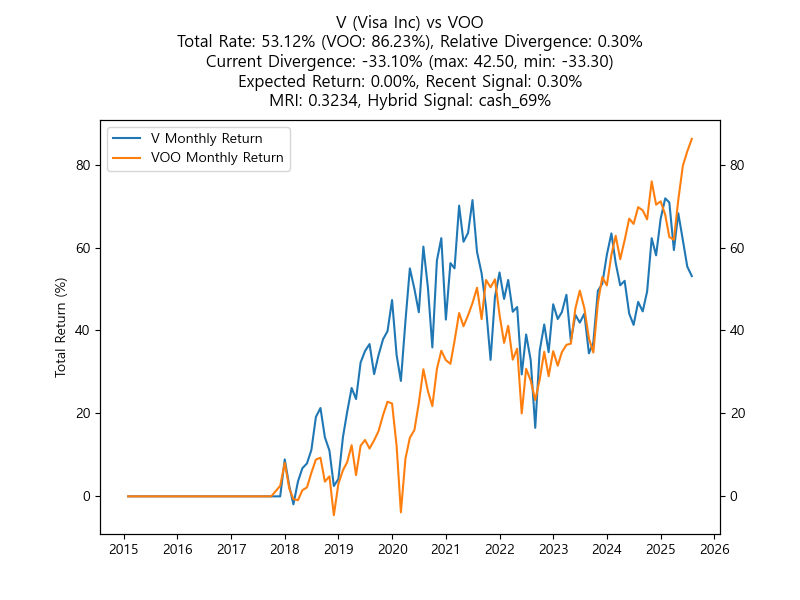 V (Visa Inc) vs VOO
Total Rate: 53.12% (VOO: 86.23%), Relative Divergence: 0.30%
Current Divergence: -33.10% (max: 42.50, min: -33.30)
Expected Return: 0.00%, Recent Signal: 0.30%
MRI: 0.3234, Hybrid Signal: cash_69%
V Monthly Return
VOO Monthly Return
Total Return (%)
80
60
40
20
0
80
60
40
20
0
2015 2016 2017 2018 2019 2020 2021 2022 2023 2024 2025 2026